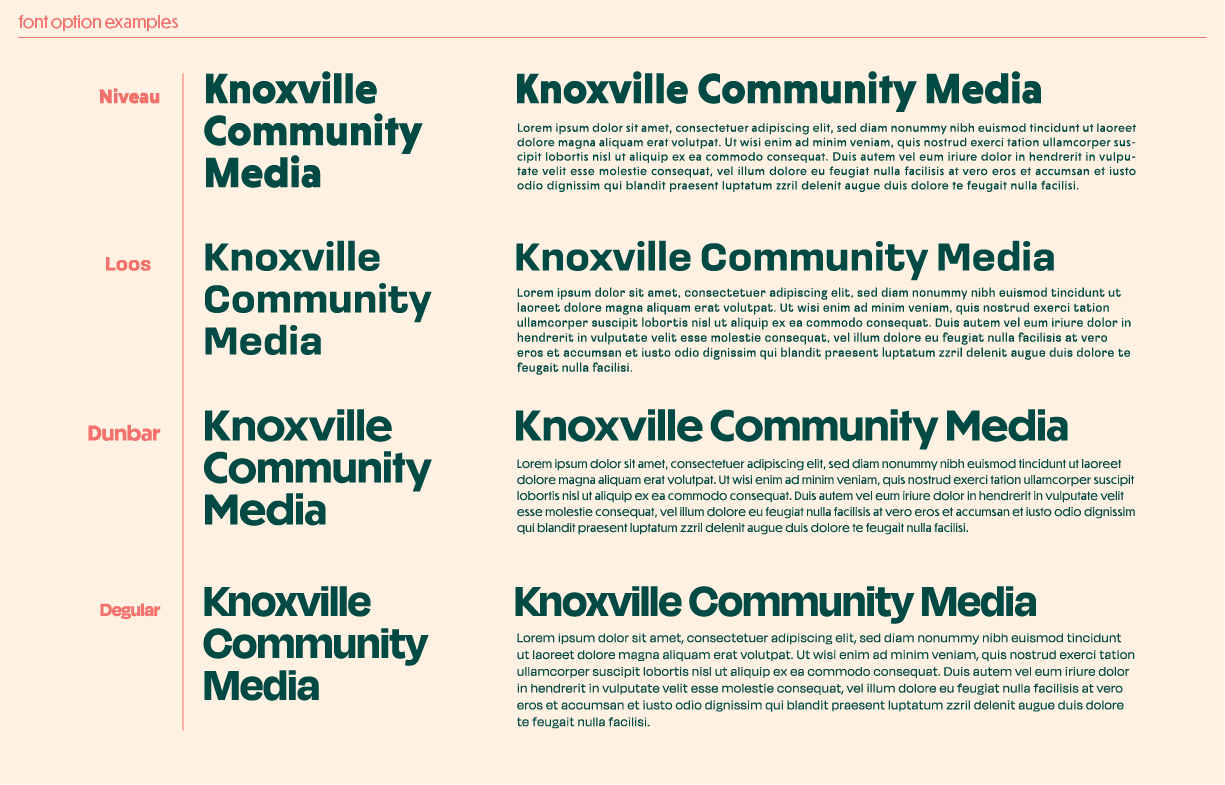 font option examples
Niveau
Knoxville
Community
Media
Knoxville Community Media
Lorem ipsum dolor sit amet, consectetuer adipiscing elit, sed diam nonummy nibh euismod tincidunt ut laoreet
dolore magna aliquam erat volutpat. Ut wisi enim ad minim veniam, quis nostrud exerci tation ullamcorper sus-
cipit lobortis nisl ut aliquip ex ea commodo consequat. Duis autem vel eum iriure dolor in hendrerit in vulpu-
tate velit esse molestie consequat, vel illum dolore eu feugiat nulla facilisis at vero eros et accumsan et iusto
odio dignissim qui blandit praesent luptatum zzril delenit augue duis dolore te feugait nulla facilisi.
Loos
Knoxville
Community
Media
Knoxville Community Media
Lorem ipsum dolor sit amet, consectetuer adipiscing elit, sed diam nonummy nibh euismod tincidunt ut
laoreet dolore magna aliquam erat volutpat. Ut wisi enim ad minim veniam, quis nostrud exerci tation
ullamcorper suscipit lobortis nisl ut aliquip ex ea commodo consequat. Duis autem vel eum iriure dolor in
hendrerit in vulputate velit esse molestie consequat, vel illum dolore eu feugiat nulla facilisis at vero
eros et accumsan et iusto odio dignissim qui blandit praesent luptatum zzril delenit augue duis dolore te
feugait nulla facilisi.
Dunbar
Knoxville
Community
Media
Knoxville Community Media
Lorem ipsum dolor sit amet, consectetuer adipiscing elit, sed diam nonummy nibh euismod tincidunt ut laoreet
dolore magna aliquam erat volutpat. Ut wisi enim ad minim veniam, quis nostrud exerci tation ullamcorper suscipit
lobortis nisl ut aliquip ex ea commodo consequat. Duis autem vel eum iriure dolor in hendrerit in vulputate velit
esse molestie consequat, vel illum dolore eu feugiat nulla facilisis at vero eros et accumsan et iusto odio dignissim
qui blandit praesent luptatum zzril delenit augue duis dolore te feugait nulla facilisi.
Degular
Knoxville
Community
Media
Knoxville Community Media
Lorem ipsum dolor sit amet, consectetuer adipiscing elit, sed diam nonummy nibh euismod tincidunt
ut laoreet dolore magna aliquam erat volutpat. Ut wisi enim ad minim veniam, quis nostrud exerci tation
ullamcorper suscipit lobortis nisl ut aliquip ex ea commodo consequat. Duis autem vel eum iriure dolor
in hendrerit in vulputate velit esse molestie consequat, vel illum dolore eu feugiat nulla facilisis at vero
eros et accumsan et iusto odio dignissim qui blandit praesent luptatum zzril delenit augue duis dolore
te feugait nulla facilisi.